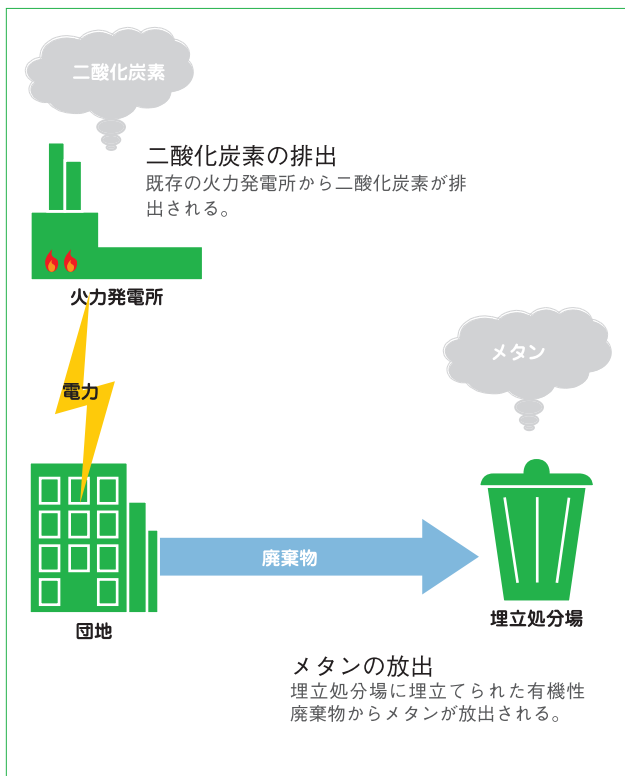 二酸化炭素
二酸化炭素の排出
既存の火力発電所から二酸化炭素が排
出される。
火力発電所
メタン
電力
廃棄物
団地
埋立処分場
メタンの放出
埋立処分場に埋立てられた有機性
廃棄物からメタンが放出される。